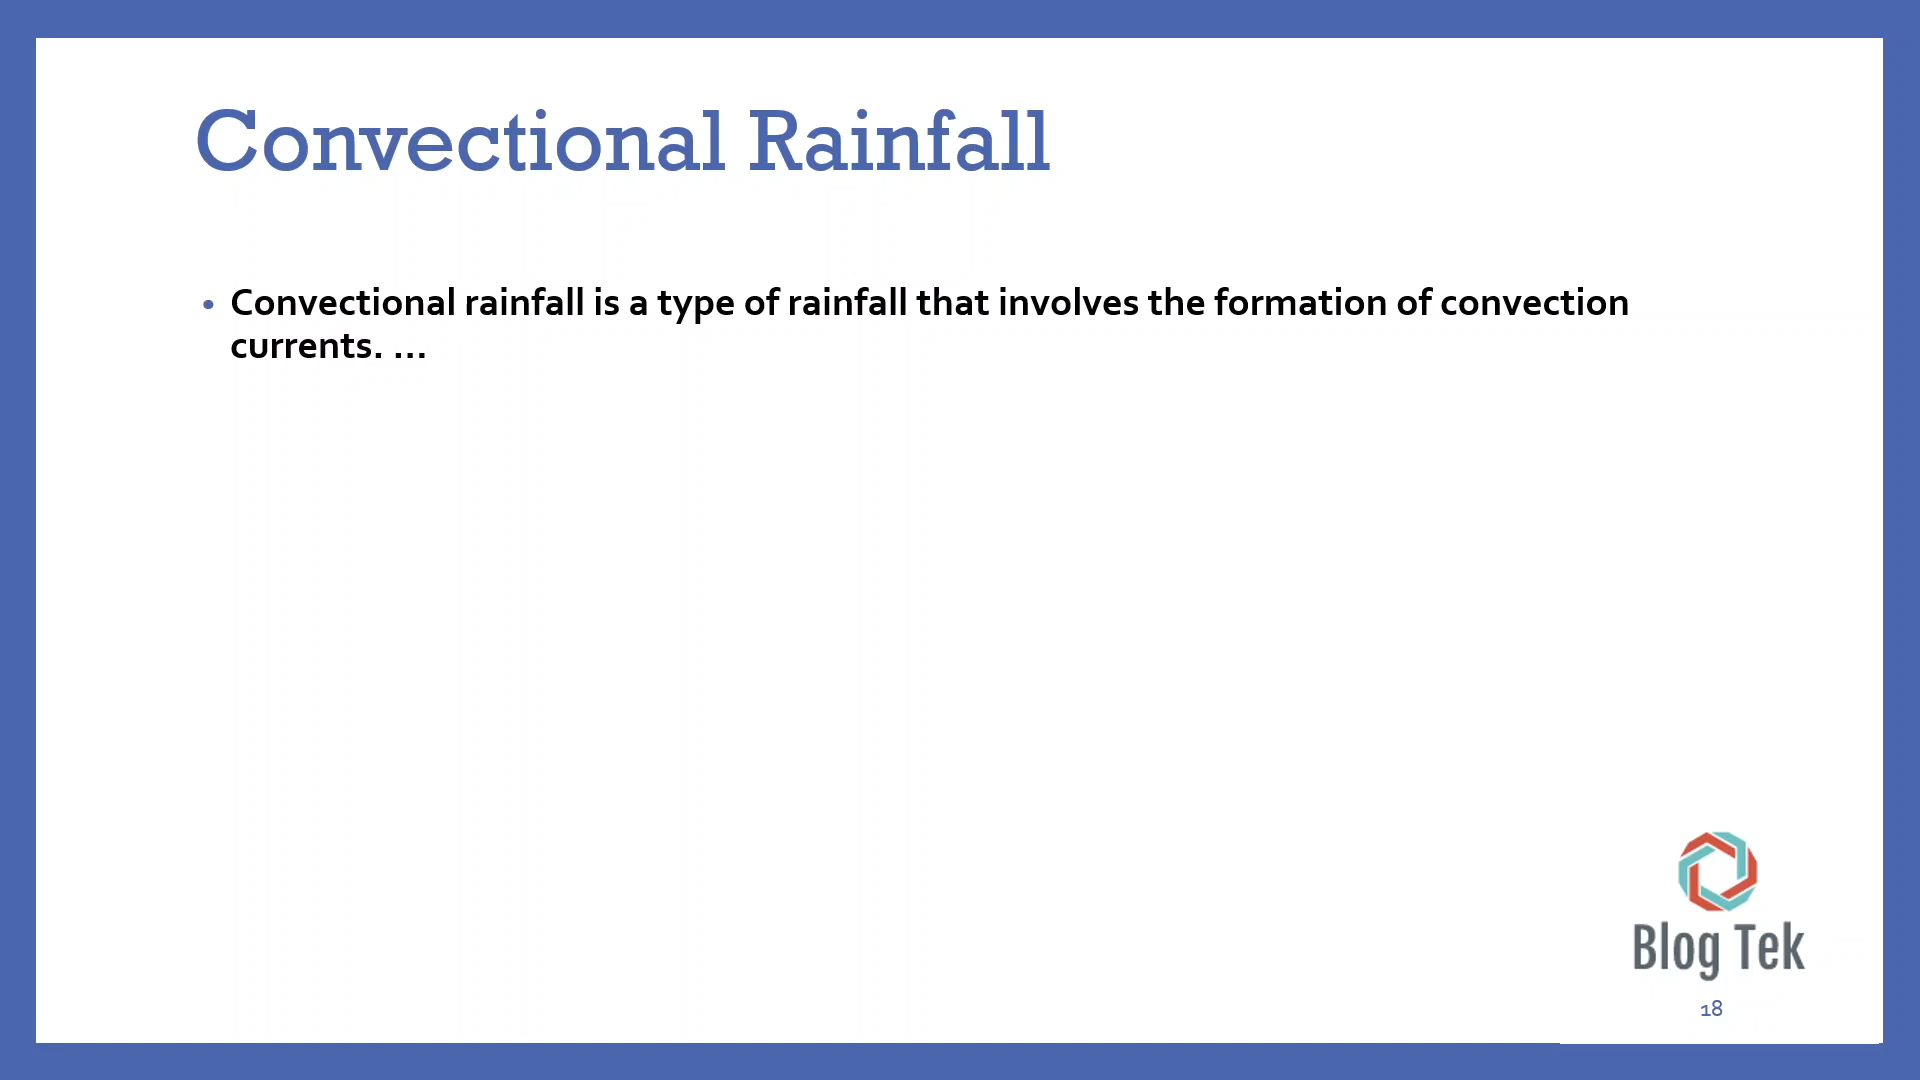 Convectional Rainfall
• Convectional rainfall is a type of rainfall that involves the formation of convection
currents. ...
Blog Tek
18